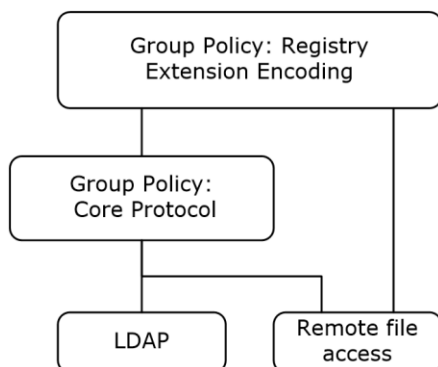 Group Policy: Registry
Extension Encoding
Group Policy:
Core Protocol
LDAP
Remote file
access